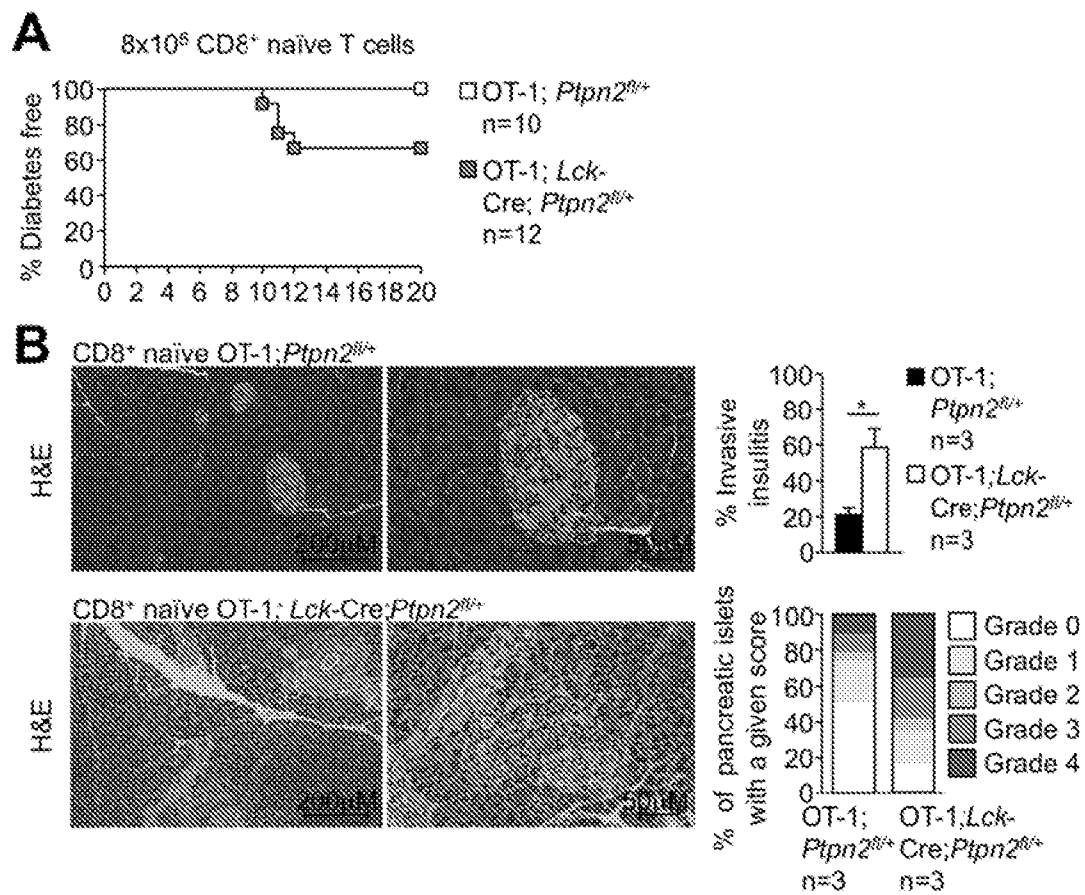 A
8x10⁶ CD8⁺ naïve T cells
% Diabetes free
100
80
60
40
20
0
0 2 4 6 8 10 12 14 16 18 20
OT-1; Ptpn2fl/+
n=10
OT-1; Lck-
Cre; Ptpn2fl/+
n=12
B
CD8⁺ naïve OT-1;Ptpn2fl/+
H&E
200µM
50µM
% Invasive
insulitis
100
80
60
40
20
0
*
OT-1;
Ptpn2fl/+
n=3
OT-1;Lck-
Cre;Ptpn2fl/+
n=3
CD8⁺ naïve OT-1; Lck-Cre;Ptpn2fl/+
H&E
200µM
50µM
% of pancreatic islets
with a given score
100
80
60
40
20
0
Grade 0
Grade 1
Grade 2
Grade 3
Grade 4
OT-1;
Ptpn2fl/+
n=3
OT-1;Lck-
Cre;Ptpn2fl/+
n=3